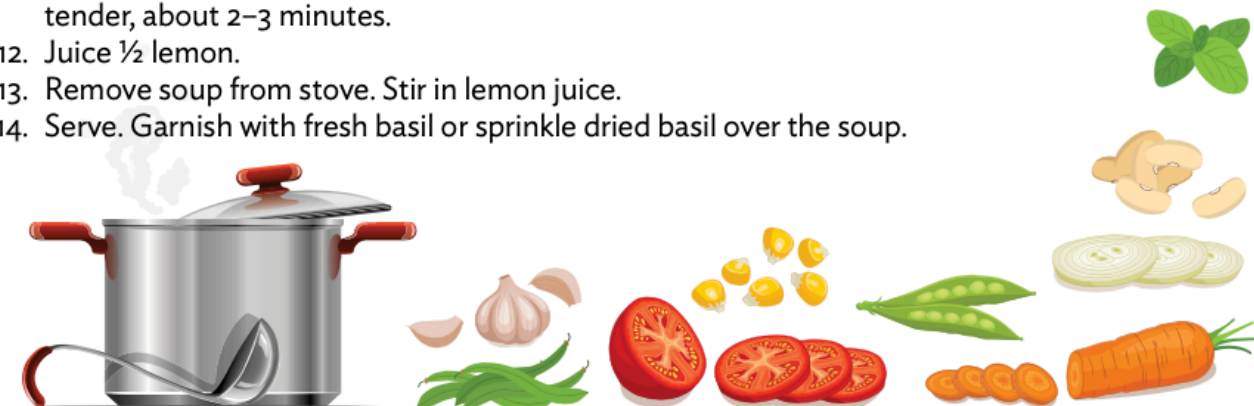 tender, about 2–3 minutes.
12. Juice ½ lemon.
13. Remove soup from stove. Stir in lemon juice.
14. Serve. Garnish with fresh basil or sprinkle dried basil over the soup.